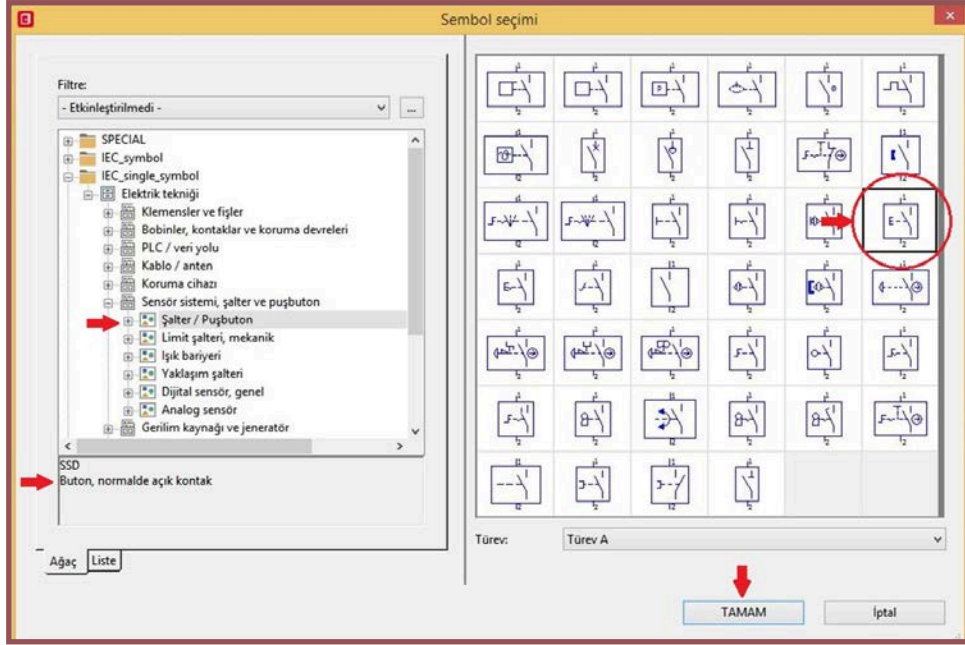 Sembol seçimi
Filtre:
- Etkinleştirilmedi -
...
SPECIAL
IEC_symbol
IEC_single_symbol
Elektrik tekniği
Klemensler ve fişler
Bobinler, kontaklar ve koruma devreleri
PLC / veri yolu
Kablo / anten
Koruma cihazı
Sensör sistemi, şalter ve puşbuton
Şalter / Puşbuton
Limit şalteri, mekanik
Işık bariyeri
Yaklaşım şalteri
Dijital sensör, genel
Analog sensör
Gerilim kaynağı ve jeneratör
SSD
Buton, normalde açık kontak
Ağaç
Liste
Türev:
Türev A
TAMAM
İptal